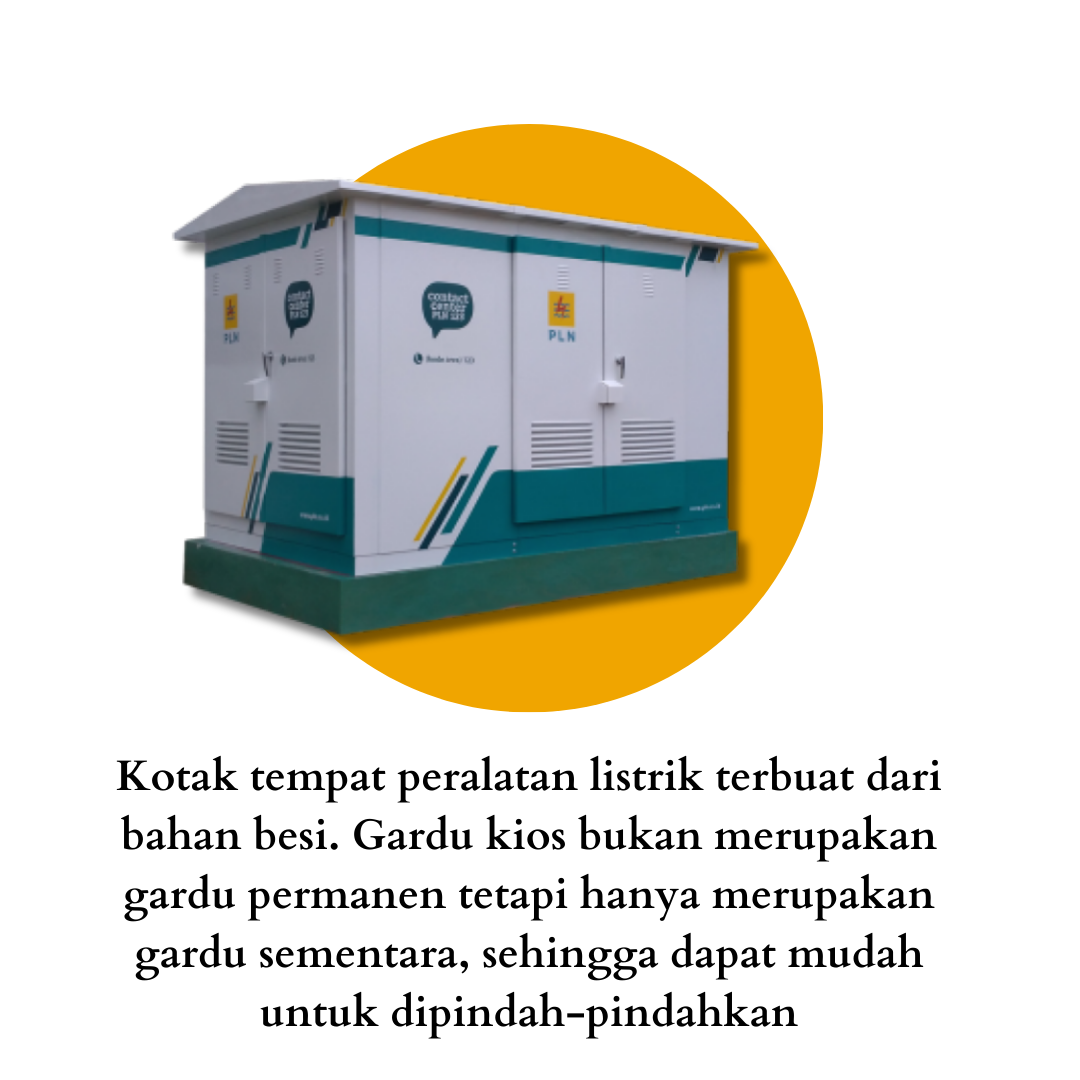 contact
center
PLN 123
PLN
contact
center
PLN 123
PLN
Kotak tempat peralatan listrik terbuat dari
bahan besi. Gardu kios bukan merupakan
gardu permanen tetapi hanya merupakan
gardu sementara, sehingga dapat mudah
untuk dipindah-pindahkan